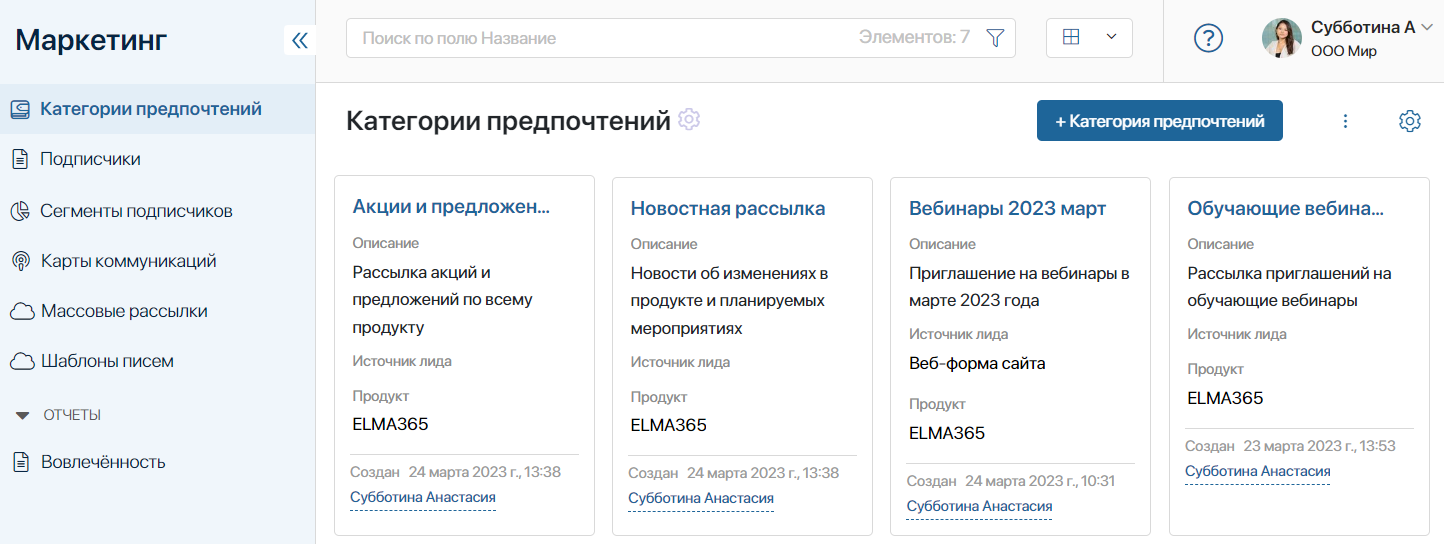 Маркетинг
Категории предпочтений
Подписчики
Сегменты подписчиков
Карты коммуникаций
Массовые рассылки
Шаблоны писем
ОТЧЕТЫ
Вовлечённость
Поиск по полю Название
Элементов: 7
Субботина А
ООО Мир
Категории предпочтений
+ Категория предпочтений
Акции и предложен...
Описание
Рассылка акций и
предложений по всему
продукту
Источник лида
Продукт
ELMA365
Создан 24 марта 2023 г., 13:38
Субботина Анастасия
Новостная рассылка
Описание
Новости об изменениях в
продукте и планируемых
мероприятиях
Источник лида
Продукт
ELMA365
Создан 24 марта 2023 г., 13:38
Субботина Анастасия
Вебинары 2023 март
Описание
Приглашение на вебинары в
марте 2023 года
Источник лида
Веб-форма сайта
Продукт
ELMA365
Создан 24 марта 2023 г., 10:31
Субботина Анастасия
Обучающие вебина...
Описание
Рассылка приглашений на
обучающие вебинары
Источник лида
Продукт
ELMA365
Создан 23 марта 2023 г., 13:53
Субботина Анастасия